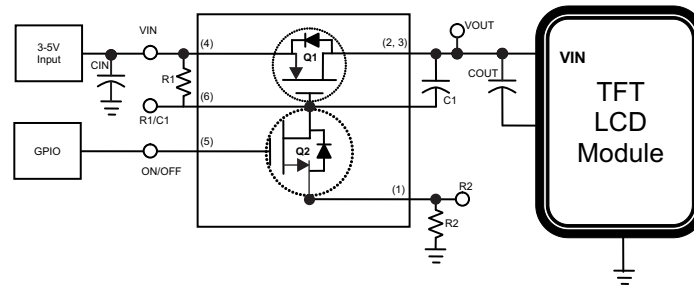 VIN
VOUT
3-5V
Input
CIN
(4)
(2, 3)
Q1
R1
C1
COUT
VIN
TFT
LCD
Module
(6)
R1/C1
GPIO
(5)
ON/OFF
Q2
(1)
R2
R2